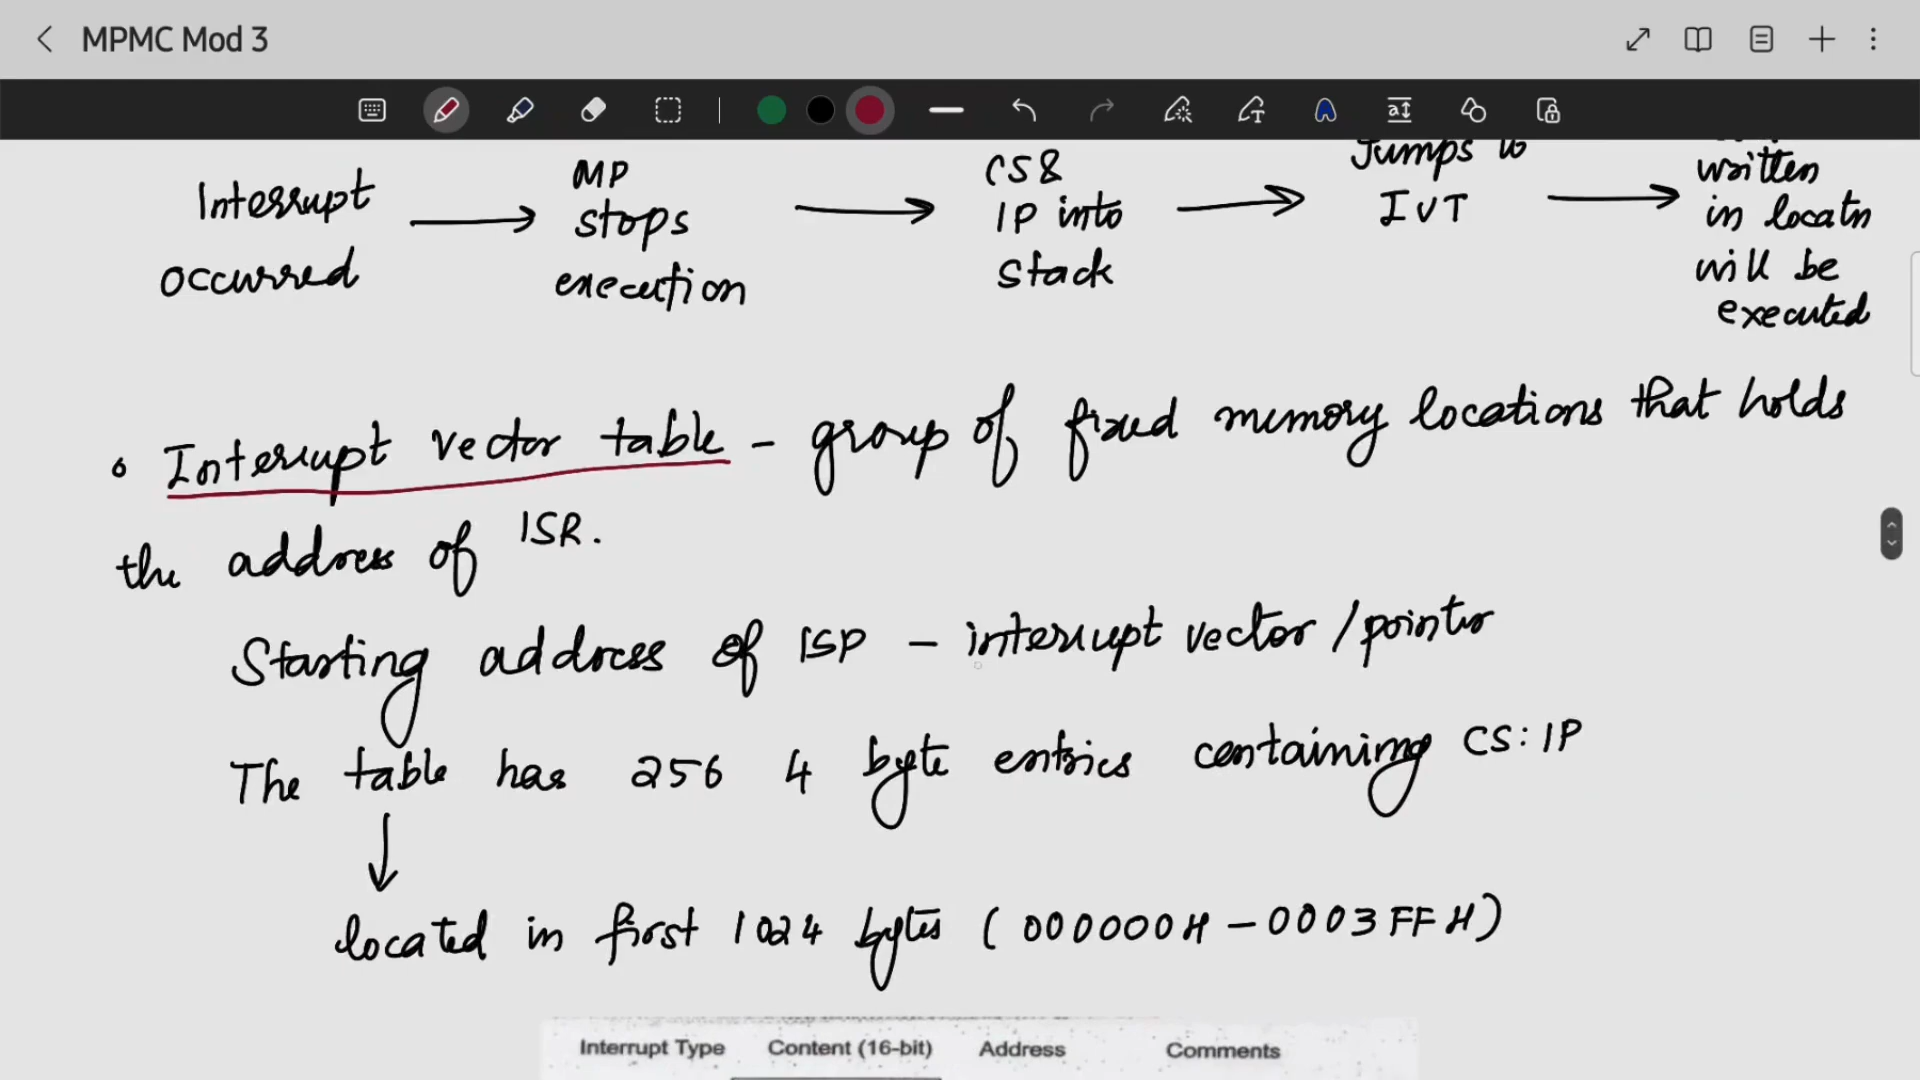 MPMC Mod 3
Interrupt
occurred
MP
stops
execution
CS &
IP into
stack
Jumps to
IVT
written
in locatn
will be
executed
Interrupt vector table - group of fixed memory locations that holds
the address of ISR.
Starting address of ISP - interrupt vector / pointer
The table has 256 4 byte entries containing CS: IP
located in first 1024 bytes ( 000000H - 0003FFH)
Interrupt Type Content (16-bit) Address Comments